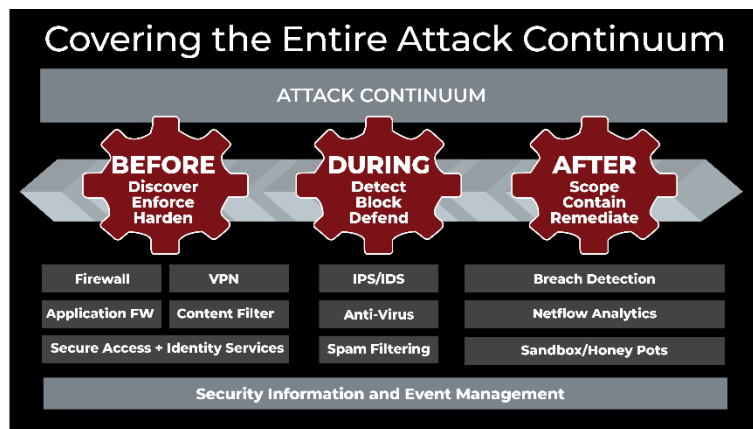 Covering the Entire Attack Continuum
ATTACK CONTINUUM
BEFORE
Discover
Enforce
Harden
DURING
Detect
Block
Defend
AFTER
Scope
Contain
Remediate
Firewall
VPN
Application FW
Content Filter
Secure Access + Identity Services
IPS/IDS
Anti-Virus
Spam Filtering
Breach Detection
Netflow Analytics
Sandbox/Honey Pots
Security Information and Event Management